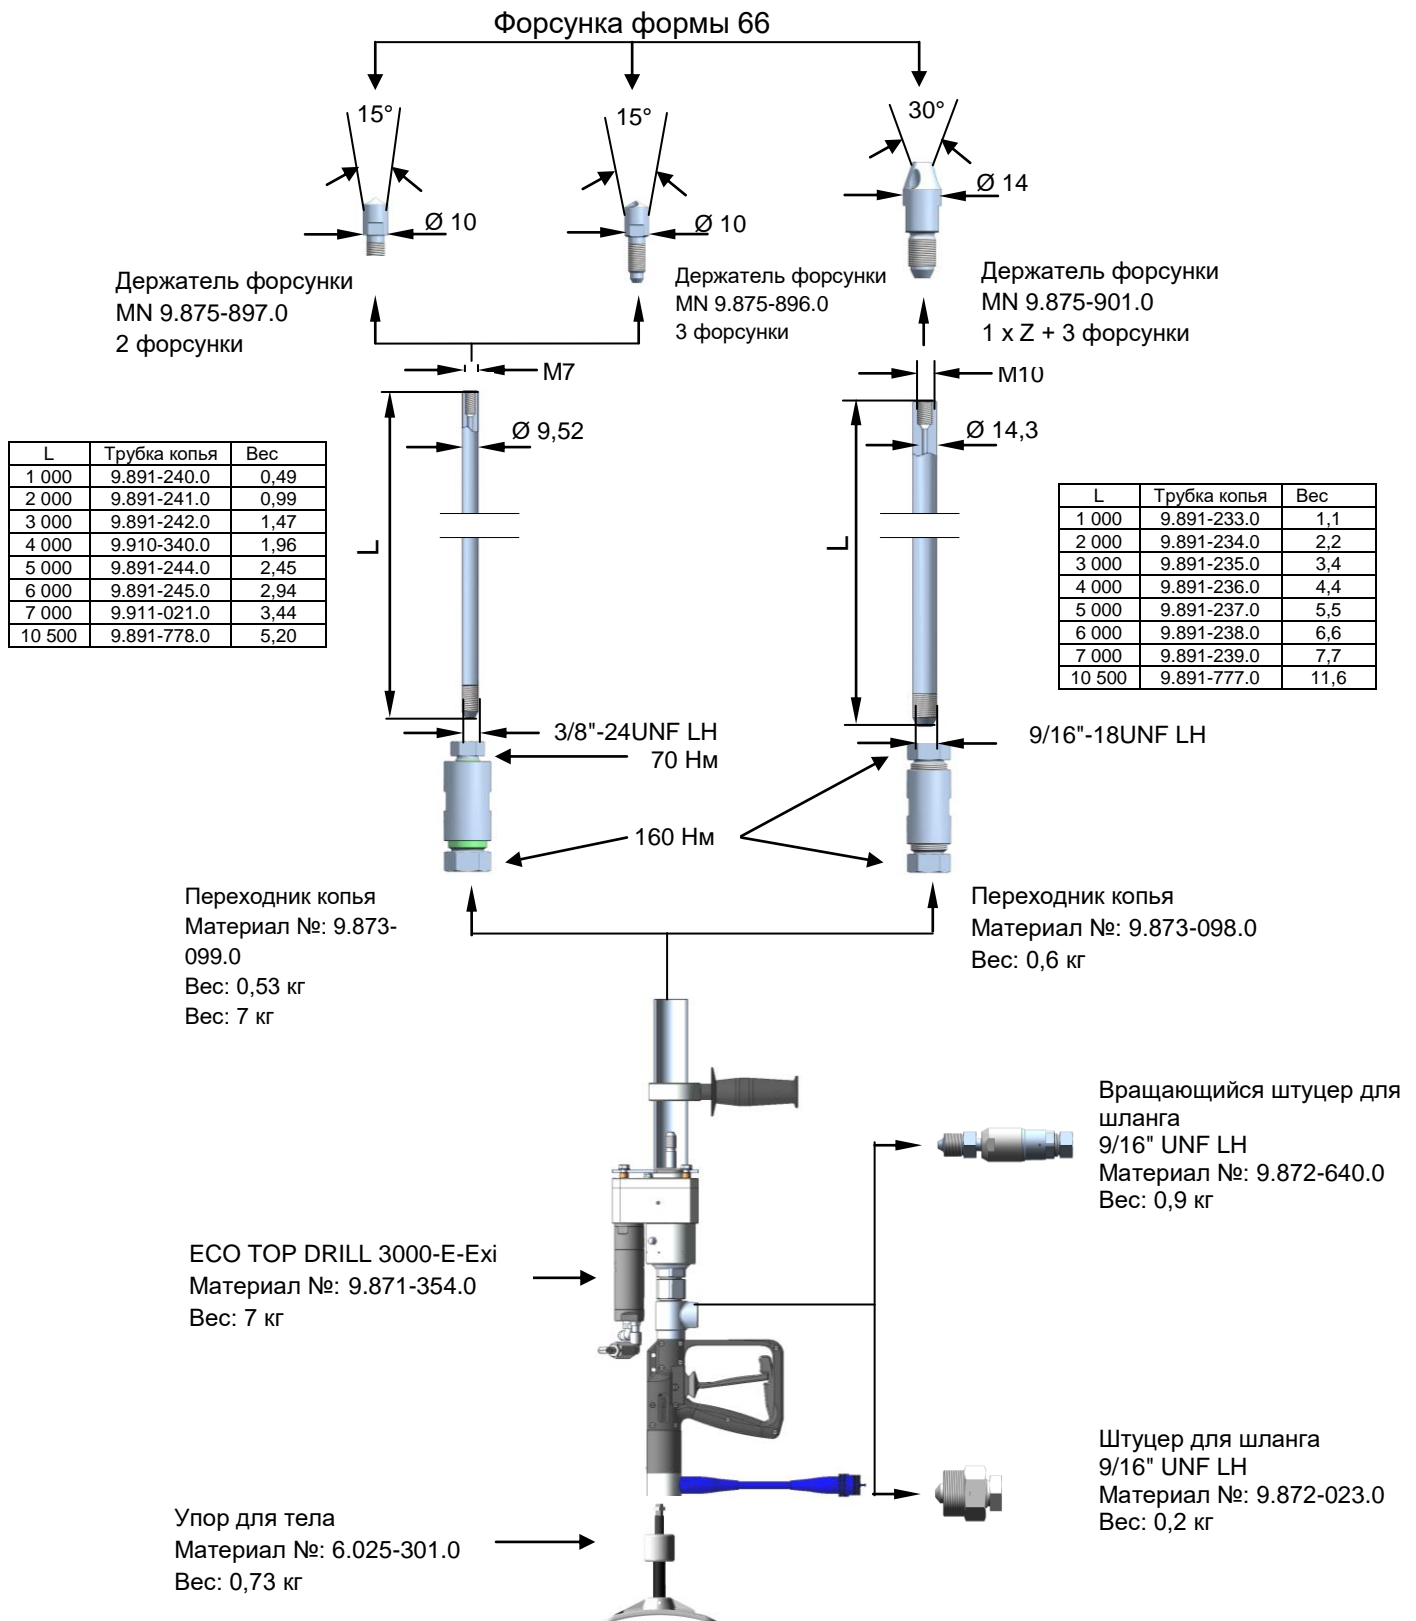 Форсунка формы 66
15°
15°
30°
Ø 10
Ø 10
Ø 14
Держатель форсунки
MN 9.875-897.0
2 форсунки
Держатель форсунки
MN 9.875-896.0
3 форсунки
Держатель форсунки
MN 9.875-901.0
1 x Z + 3 форсунки
M7
M10
Ø 9,52
Ø 14,3
L Трубка копья Вес
1 000 9.891-240.0 0,49
2 000 9.891-241.0 0,99
3 000 9.891-242.0 1,47
4 000 9.910-340.0 1,96
5 000 9.891-244.0 2,45
6 000 9.891-245.0 2,94
7 000 9.911-021.0 3,44
10 500 9.891-778.0 5,20
L
L
L Трубка копья Вес
1 000 9.891-233.0 1,1
2 000 9.891-234.0 2,2
3 000 9.891-235.0 3,4
4 000 9.891-236.0 4,4
5 000 9.891-237.0 5,5
6 000 9.891-238.0 6,6
7 000 9.891-239.0 7,7
10 500 9.891-777.0 11,6
3/8"-24UNF LH
70 Нм
9/16"-18UNF LH
160 Нм
Переходник копья
Материал №: 9.873-
099.0
Вес: 0,53 кг
Вес: 7 кг
Переходник копья
Материал №: 9.873-098.0
Вес: 0,6 кг
Вращающийся штуцер для
шланга
9/16" UNF LH
Материал №: 9.872-640.0
Вес: 0,9 кг
ECO TOP DRILL 3000-E-Exi
Материал №: 9.871-354.0
Вес: 7 кг
Штуцер для шланга
9/16" UNF LH
Материал №: 9.872-023.0
Вес: 0,2 кг
Упор для тела
Материал №: 6.025-301.0
Вес: 0,73 кг